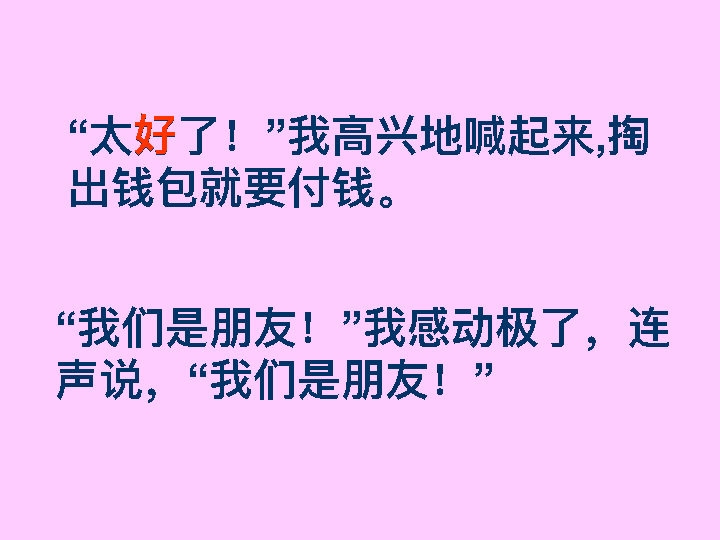 “太好了！”我高兴地喊起来,掏
出钱包就要付钱。
“我们是朋友！”我感动极了，连
声说，“我们是朋友！”